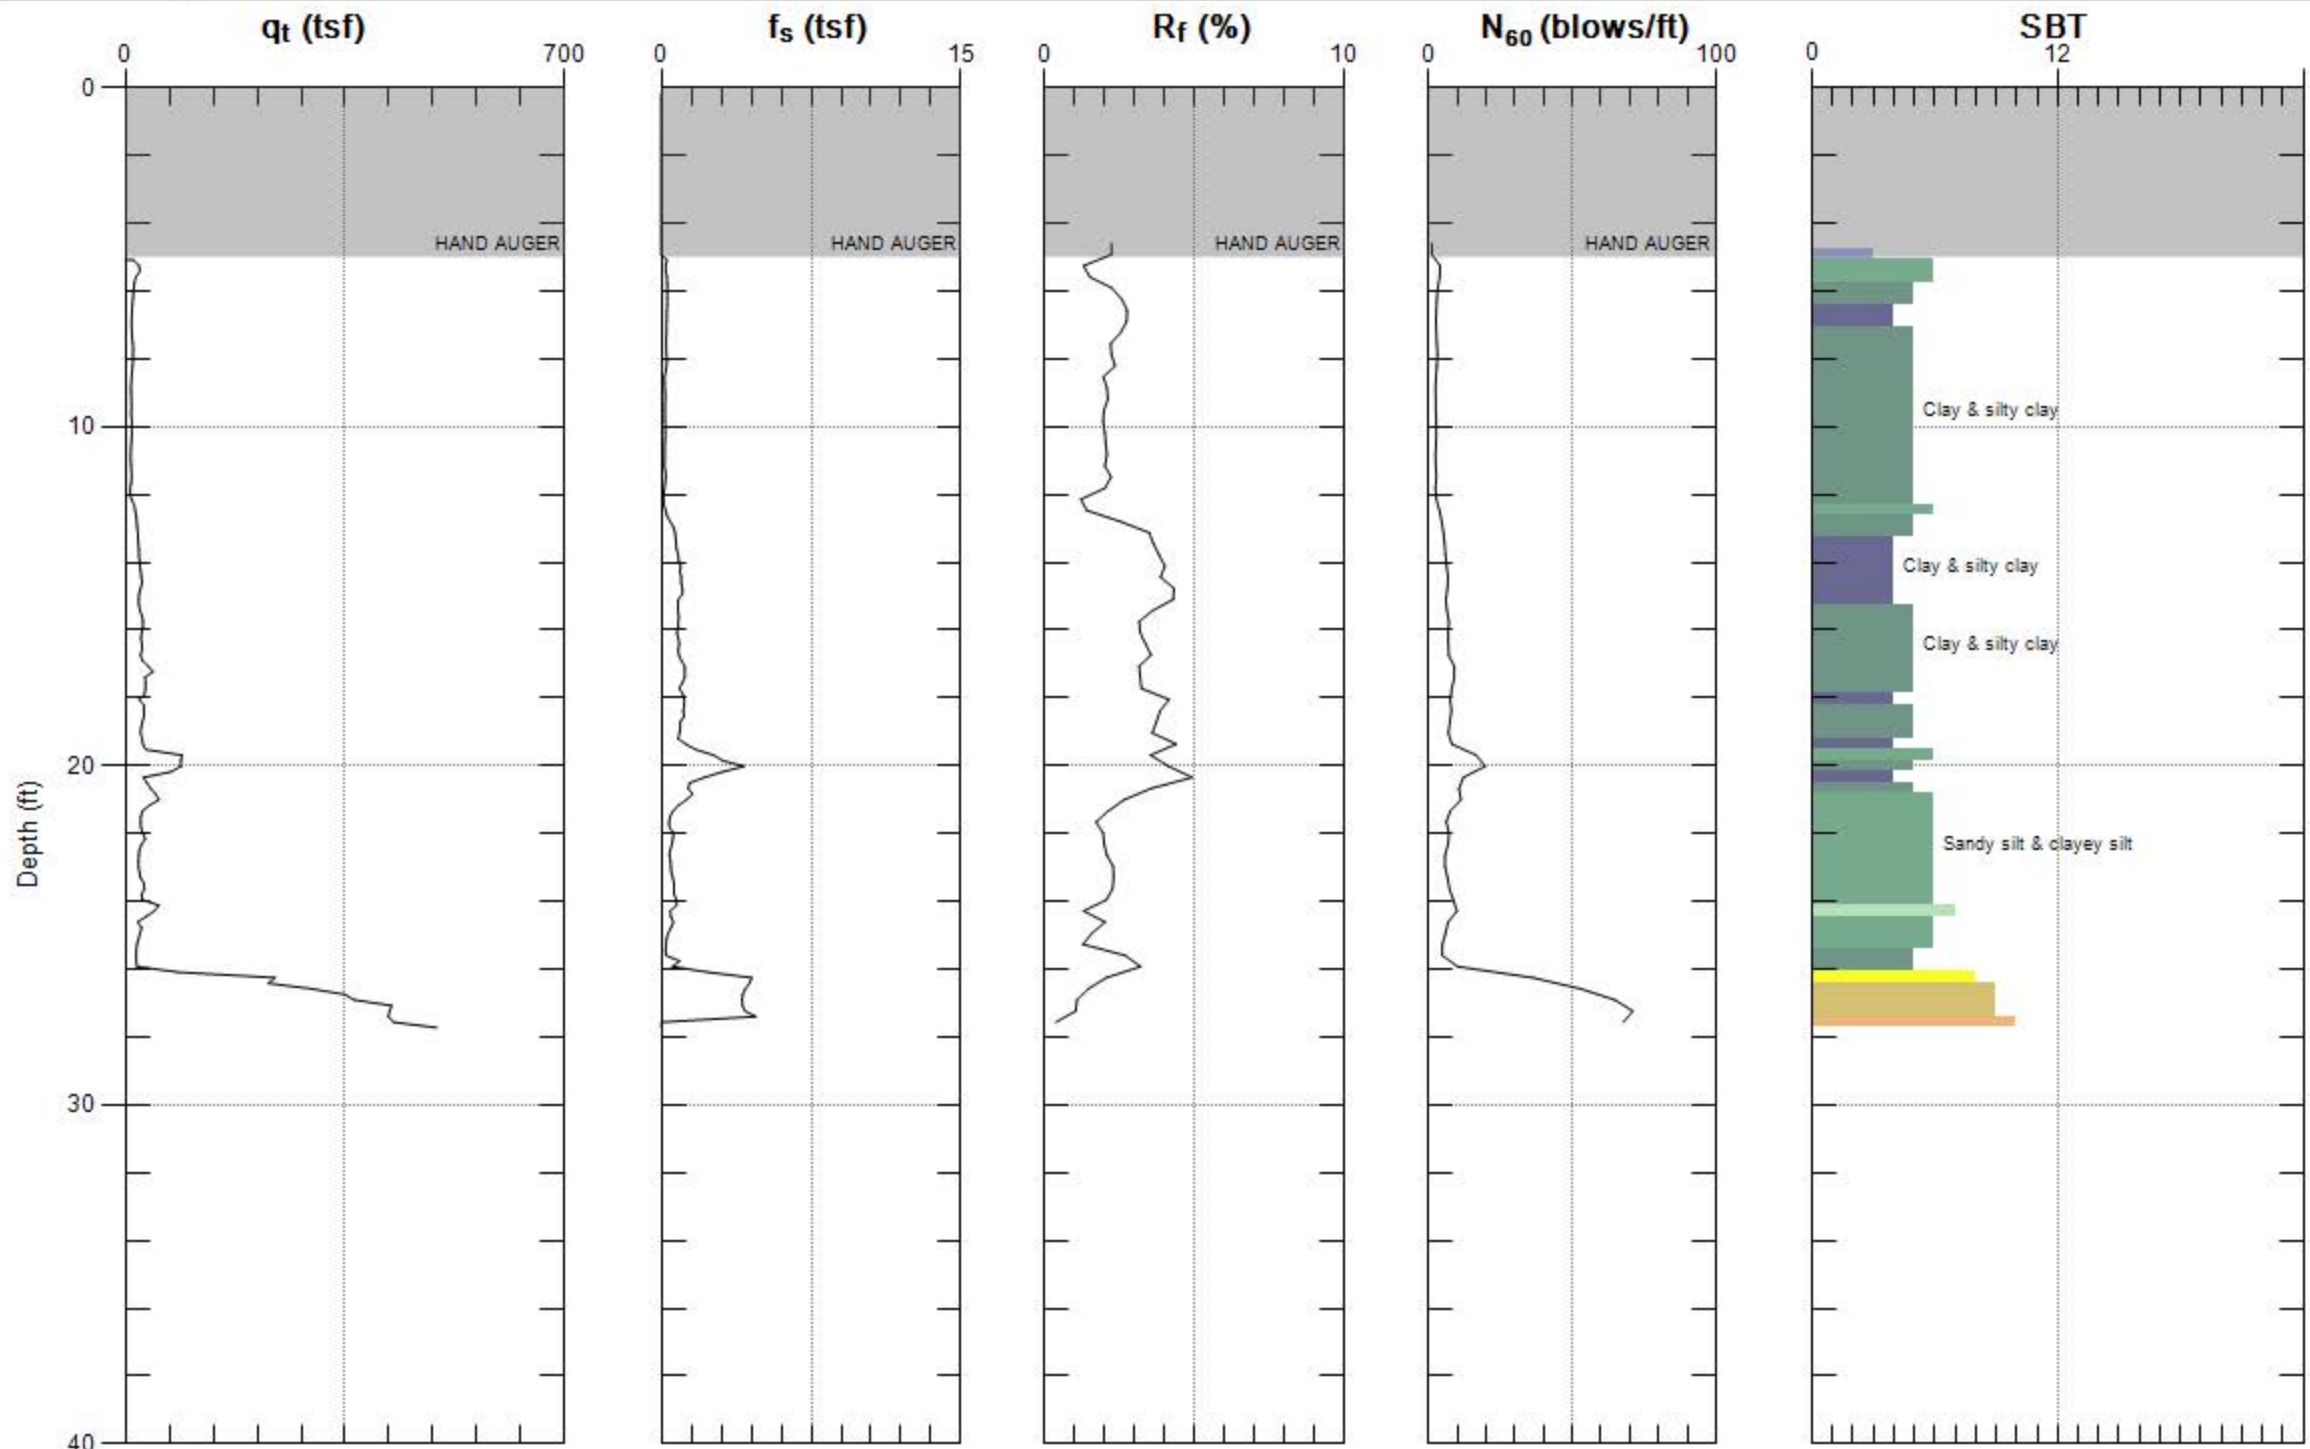 qt (tsf) fs (tsf) Rf (%) N60 (blows/ft) SBT
0 700 0 15 0 10 0 100 0 12
0
HAND AUGER HAND AUGER HAND AUGER HAND AUGER
Clay & silty clay
10
Clay & silty clay
Clay & silty clay
20
Depth (ft)
Sandy silt & clayey silt
30
40